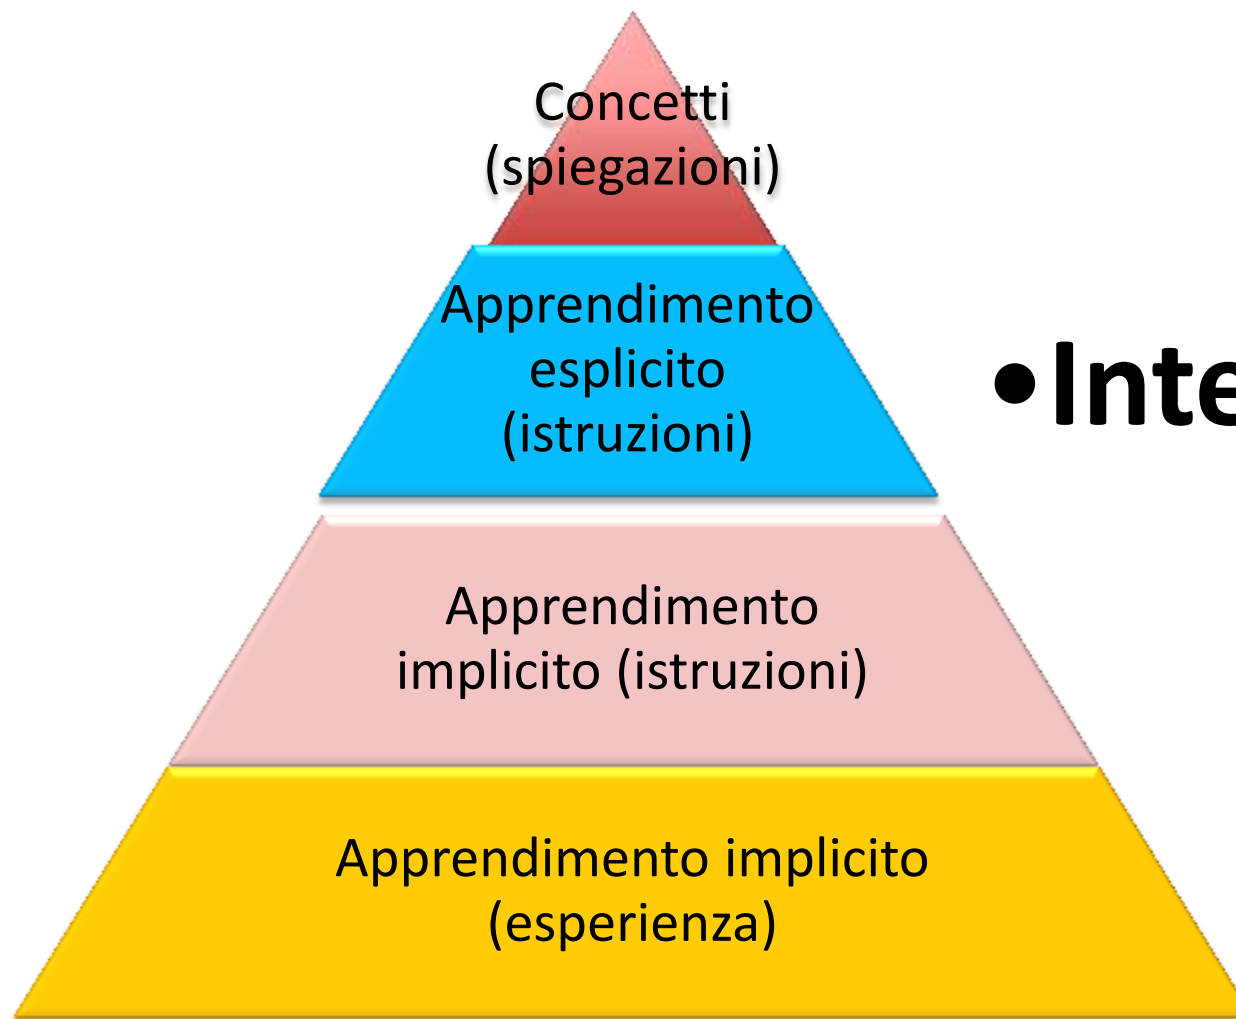 Concetti
(spiegazioni)
Apprendimento
esplicito
(istruzioni)
•Inte
Apprendimento
implicito (istruzioni)
Apprendimento implicito
(esperienza)